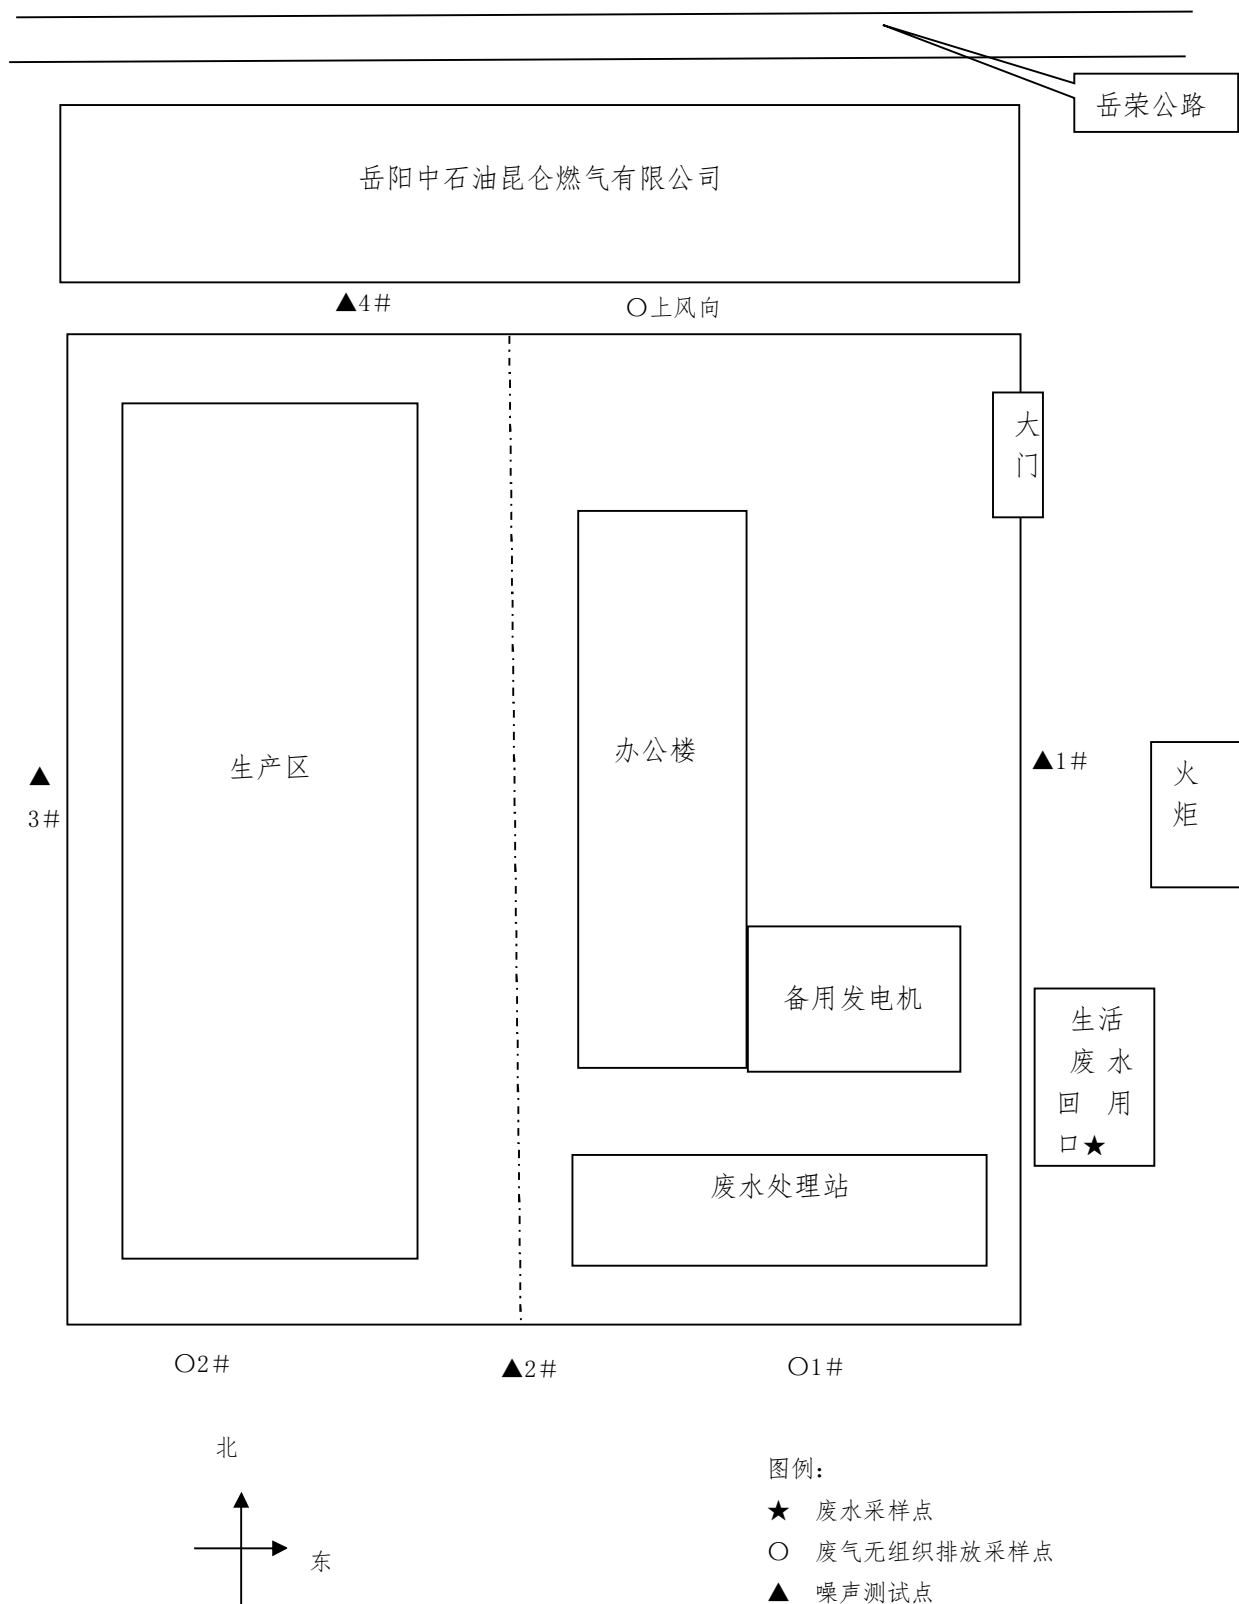 岳荣公路
岳阳中石油昆仑燃气有限公司
▲4#
○上风向
大
门
生产区
办公楼
▲
3#
▲1#
火
炬
备用发电机
生活
废水
回 用
口★
废水处理站
○2#
▲2#
○1#
北
东
图例：
★ 废水采样点
○ 废气无组织排放采样点
▲ 噪声测试点